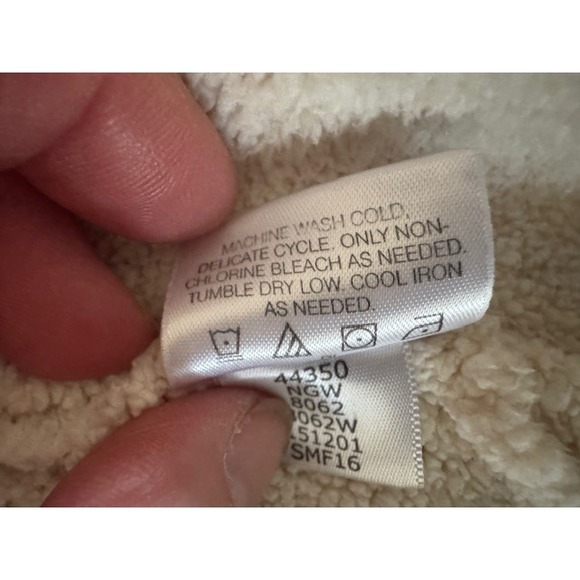 MACHINE WASH COLD,
DELICATE CYCLE. ONLY NON-
CHLORINE BLEACH AS NEEDED.
TUMBLE DRY LOW. COOL IRON
AS NEEDED.
44350
NGW
8062
062W
151201
SMF16